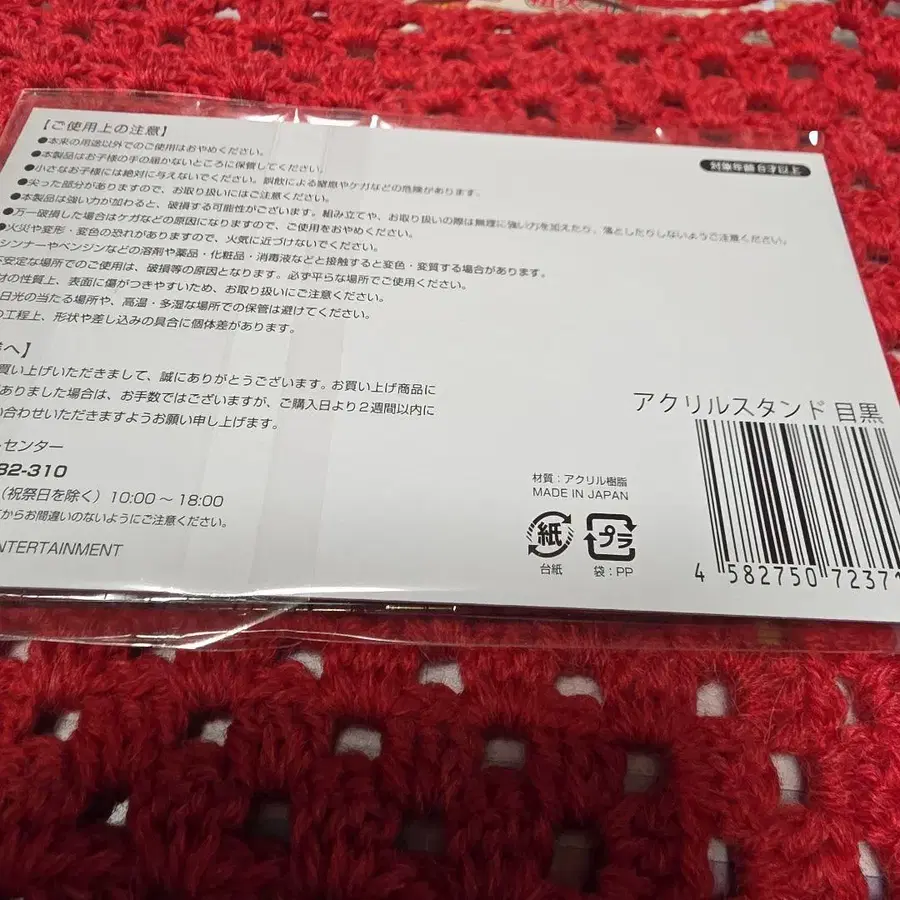 【ご使用上の注意】
対象年齢 6才以上
●本来の用途以外でのご使用はおやめください。
●本製品はお子様の手の届かないところに保管してください。
●小さなお子様には絶対に与えないでください。誤飲による窒息やケガなどの危険があります。
●尖った部分がありますので、お取り扱いにはご注意ください。
●本製品は強い力が加わると、破損する可能性がございます。組み立てや、お取り扱いの際は無理に強い力を加えたり、落としたりしないようご注意ください。
●万一破損した場合はケガなどの原因になりますので、ご使用をおやめください。
●火災や変形・変色の恐れがありますので、火気に近づけないでください。
シンナーやベンジンなどの溶剤や薬品・化粧品・消毒液などと接触すると変色・変質する場合があります。
安定な場所でのご使用は、破損等の原因となります。必ず平らな場所でご使用ください。
材の性質上、表面に傷がつきやすいため、お取り扱いにご注意ください。
日光の当たる場所や、高温・多湿な場所での保管は避けてください。
の工程上、形状や差し込みの具合に個体差があります。
様へ】
買い上げいただきまして、誠にありがとうございます。お買い上げ商品に
ありました場合は、お手数ではございますが、ご購入日より2週間以内に
い合わせいただきますようお願い申し上げます。
センター
32-310
（祝祭日を除く）10:00～18:00
からお間違いのないようにご注意ください。
NTERTAINMENT
アクリルスタンド 目黒
材質：アクリル樹脂
MADE IN JAPAN
紙
プラ
台紙
袋：PP
4 582750 72371